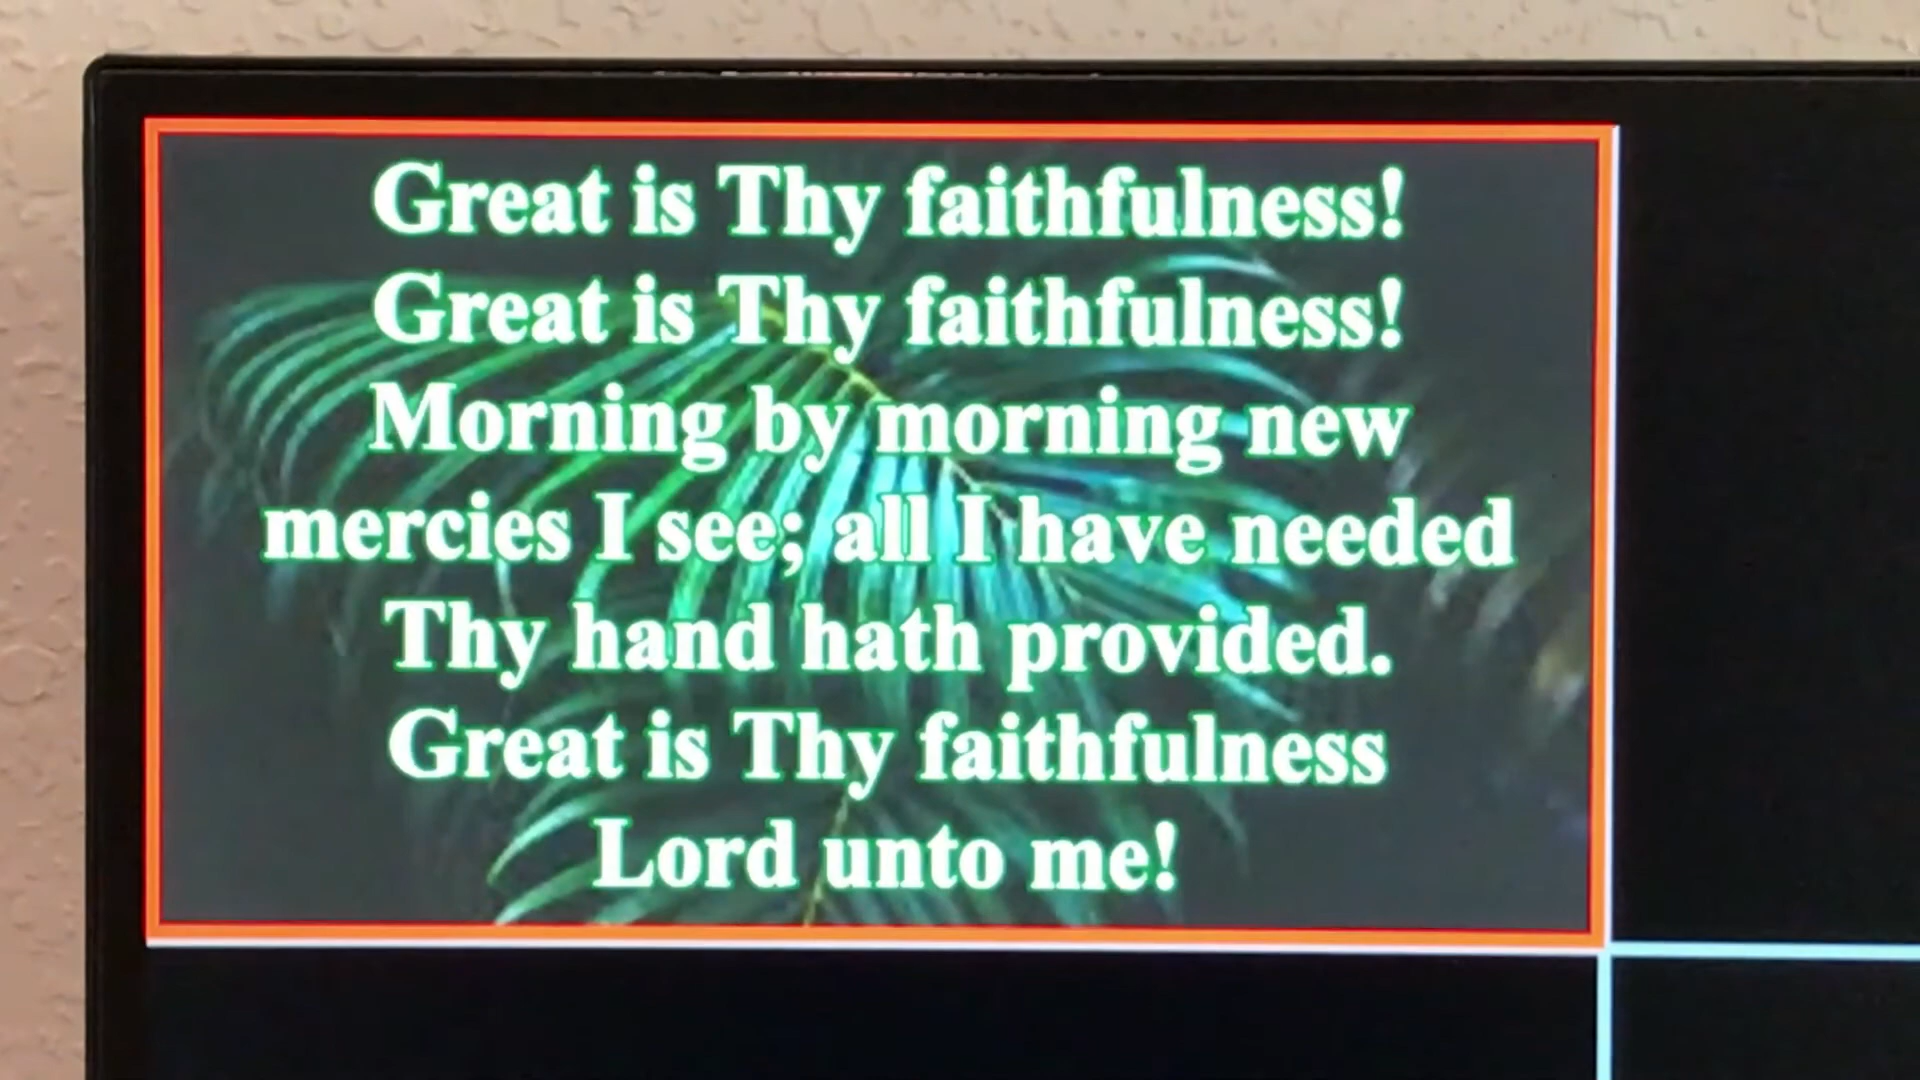 Great is Thy faithfulness!
Great is Thy faithfulness!
Morning by morning new
mercies I see; all I have needed
Thy hand hath provided.
Great is Thy faithfulness
Lord unto me!